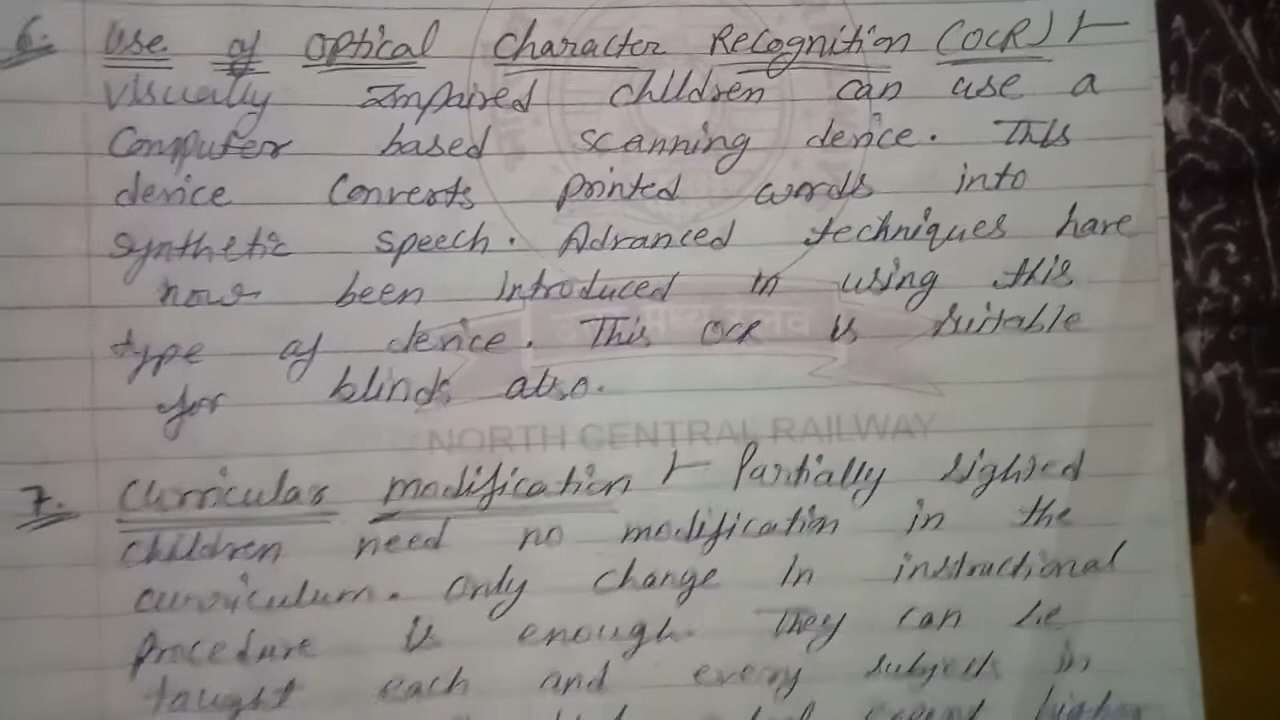 6. Use of Optical Character Recognition (OCR) :-
Visually Impaired children can use a
Computer based scanning device. This
device Converts printed words into
synthetic speech. Advanced techniques have
now been introduced in using this
type of device. This OCR is suitable
for blinds also.
NORTH CENTRAL RAILWAY
7. Curricular modification :- Partially sighted
children need no modification in the
curriculum. Only change in instructional
procedure is enough. They can be
taught each and every subjects in
higher